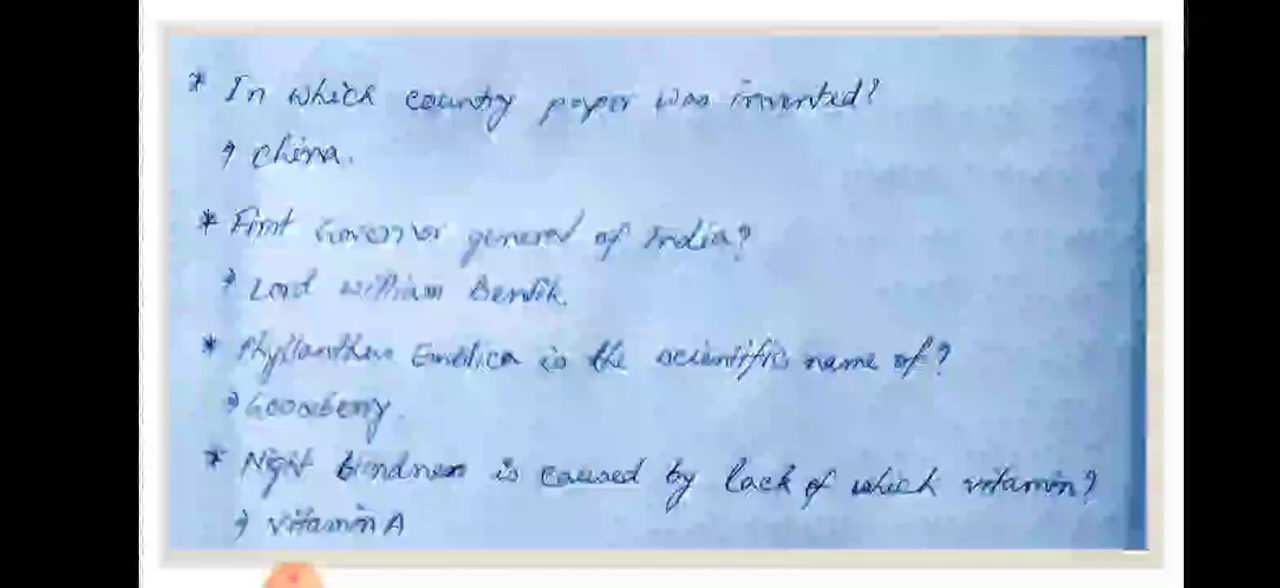 * In which country paper was invented?
→ China.
* First Governor general of India?
→ Lord William Bentik.
* Phyllanthus Emblica is the scientific name of?
→ Gooseberry.
* Night blindness is caused by lack of which vitamin?
→ Vitamin A